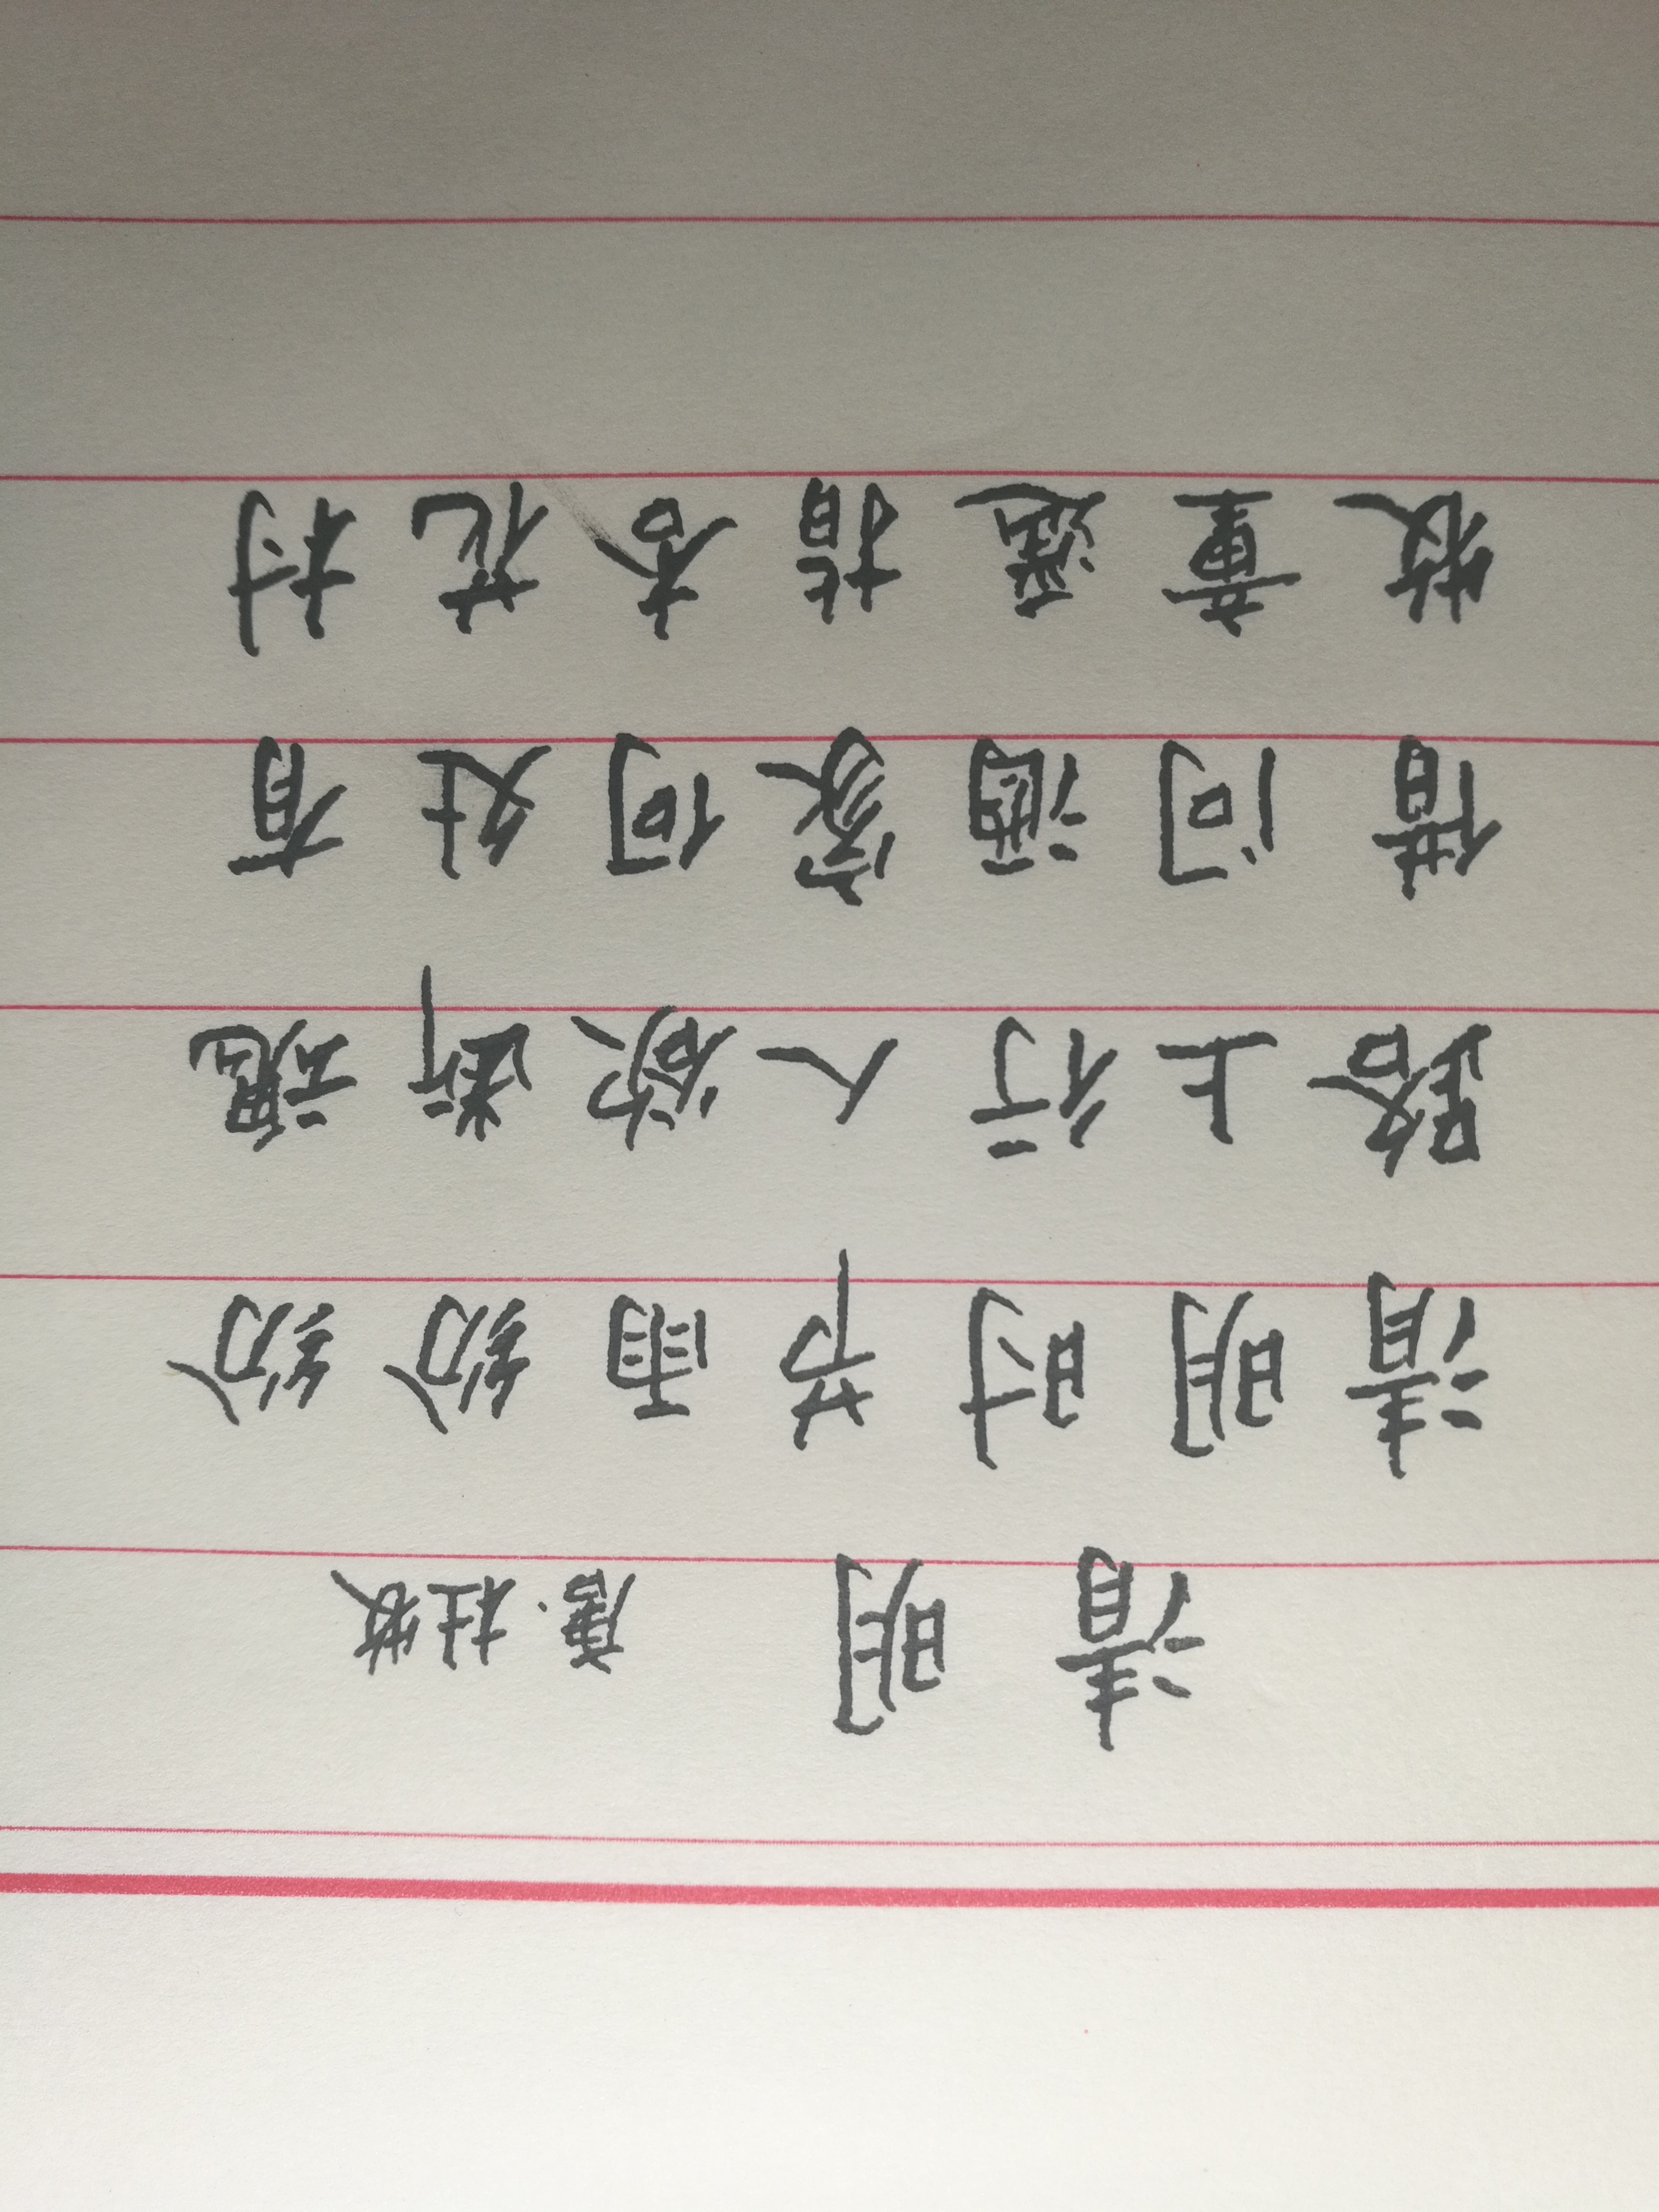 清明 唐·杜牧
清明时节雨纷纷
路上行人欲断魂
借问酒家何处有
牧童遥指杏花村